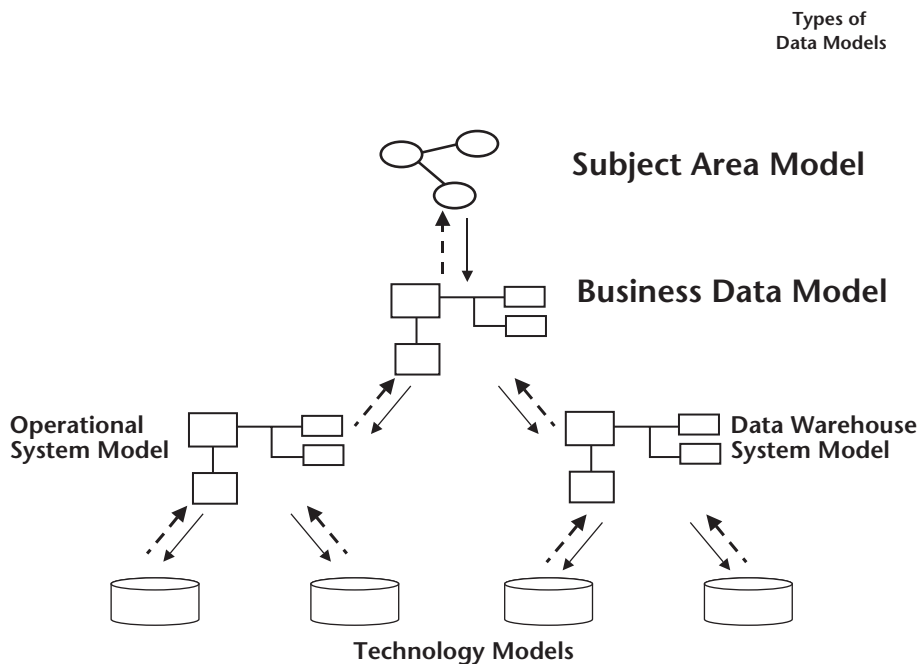 Types of
Data Models
Subject Area Model
Business Data Model
Operational
System Model
Data Warehouse
System Model
Technology Models